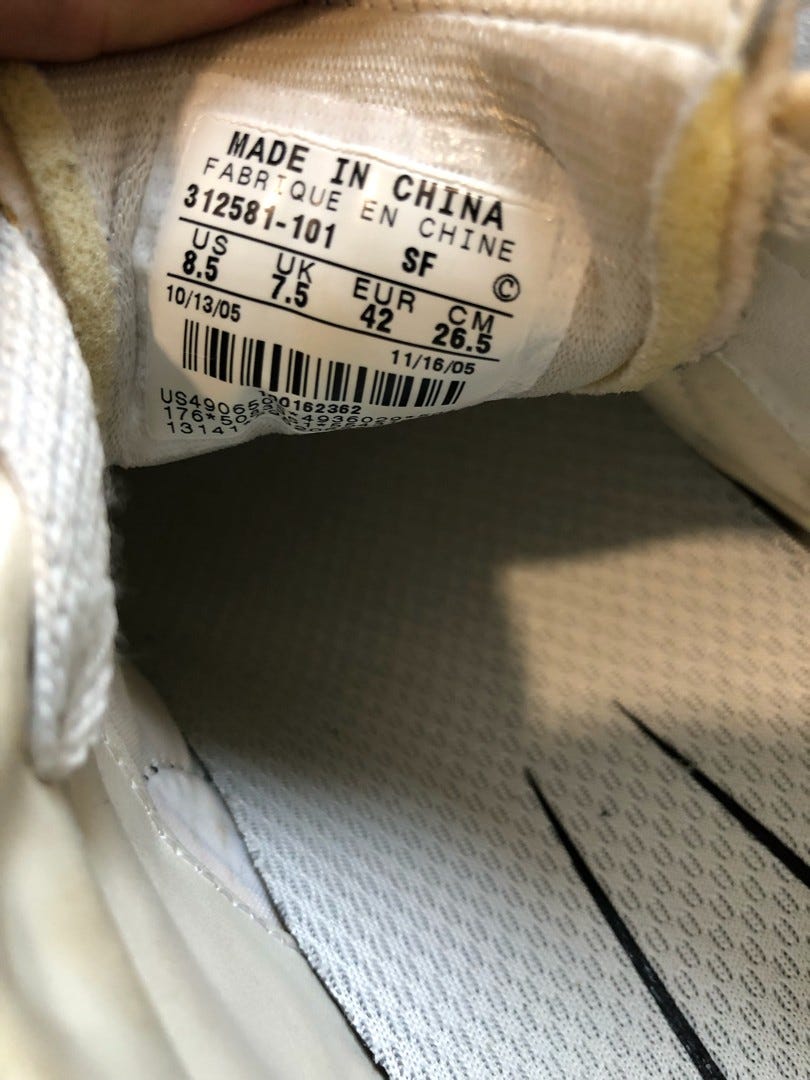 MADE IN CHINA
FABRIQUE EN CHINE
312581-101 SF ©
US UK EUR CM
8.5 7.5 42 26.5
10/13/05 11/16/05